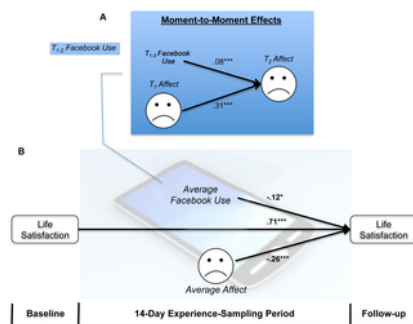 A
Moment-to-Moment Effects
T1-2 Facebook Use
T1-2 Facebook
Use
.08***
T2 Affect
T1 Affect
.31***
B
Average
Facebook Use
-.12*
Life
Satisfaction
.71***
Life
Satisfaction
-.26***
Average Affect
Baseline
14-Day Experience-Sampling Period
Follow-up